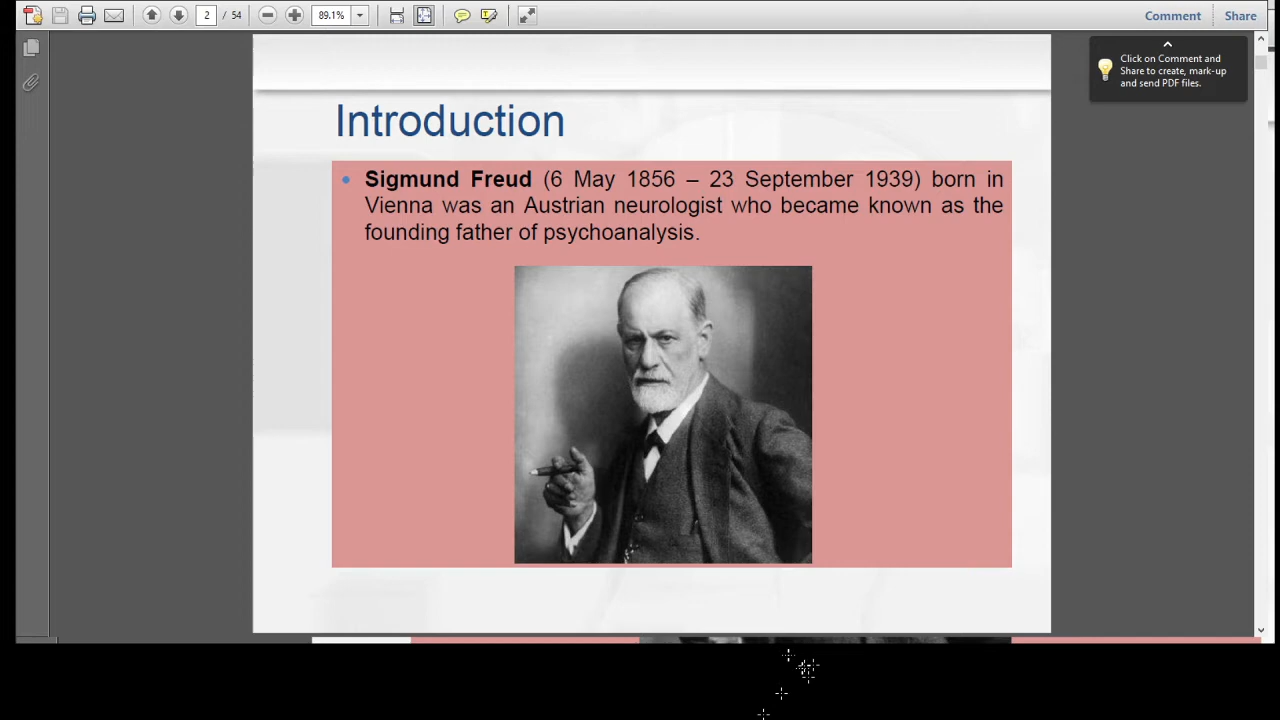 2 / 54 89.1% Comment Share
Click on Comment and
Share to create, mark-up
and send PDF files.
Introduction
• Sigmund Freud (6 May 1856 – 23 September 1939) born in
Vienna was an Austrian neurologist who became known as the
founding father of psychoanalysis.